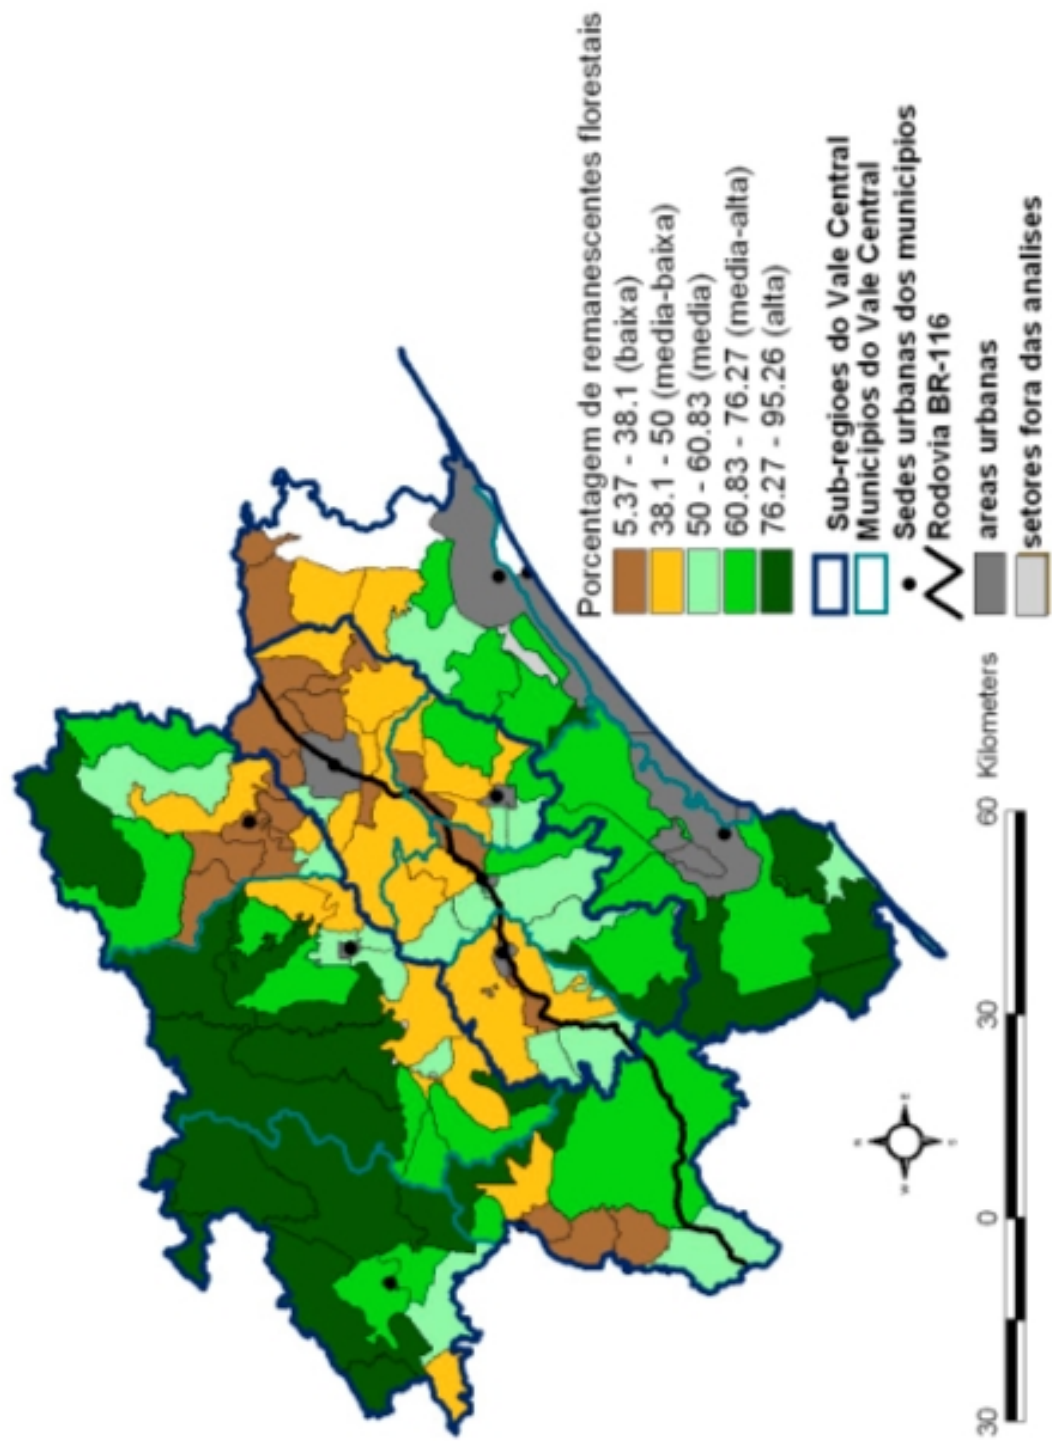 Porcentagem de remanescentes florestais
5.37 - 38.1 (baixa)
38.1 - 50 (media-baixa)
50 - 60.83 (media)
60.83 - 76.27 (media-alta)
76.27 - 95.26 (alta)
Sub-regioes do Vale Central
Municipios do Vale Central
Sedes urbanas dos municipios
Rodovia BR-116
areas urbanas
setores fora das analises
N
W
E
S
30 0 30 60 Kilometers